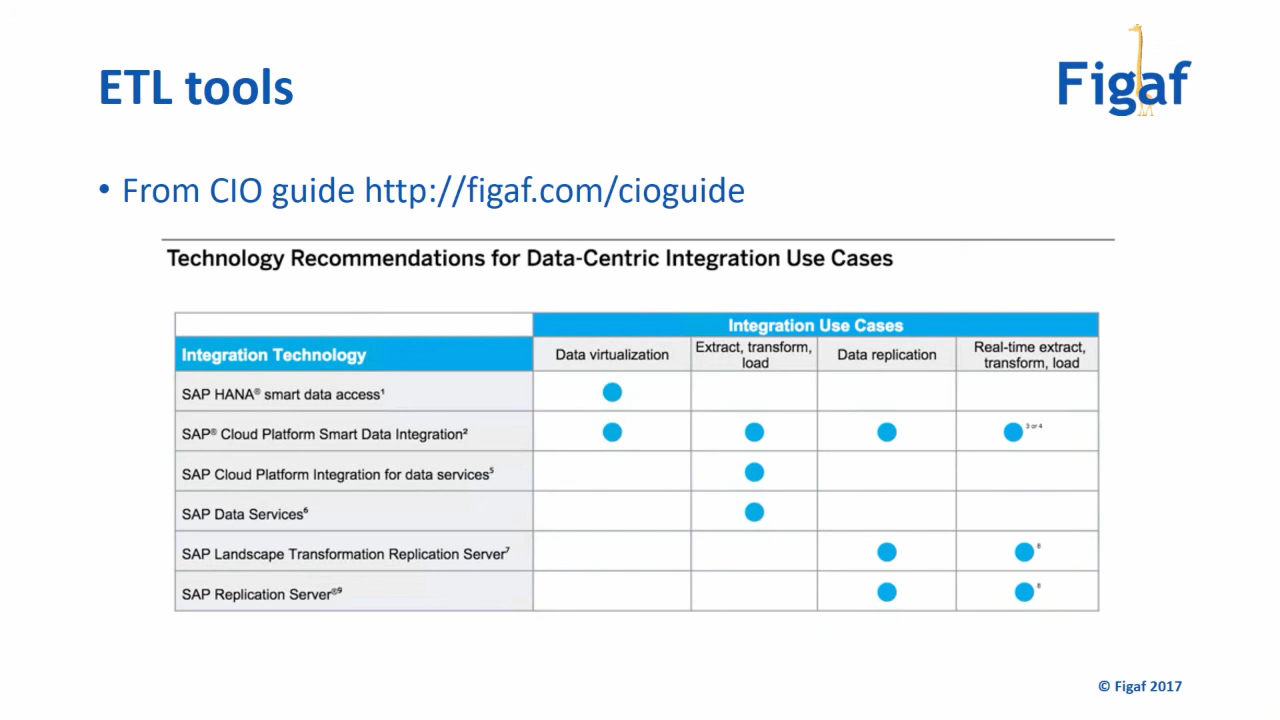 ETL tools
Figaf
• From CIO guide http://figaf.com/cioguide
Technology Recommendations for Data-Centric Integration Use Cases
Integration Use Cases
Integration Technology
Data virtualization
Extract, transform,
load
Data replication
Real-time extract,
transform, load
SAP HANA® smart data access¹
SAP® Cloud Platform Smart Data Integration²
3 or 4
SAP Cloud Platform Integration for data services⁵
SAP Data Services⁶
SAP Landscape Transformation Replication Server⁷
8
SAP Replication Server®⁹
8
© Figaf 2017